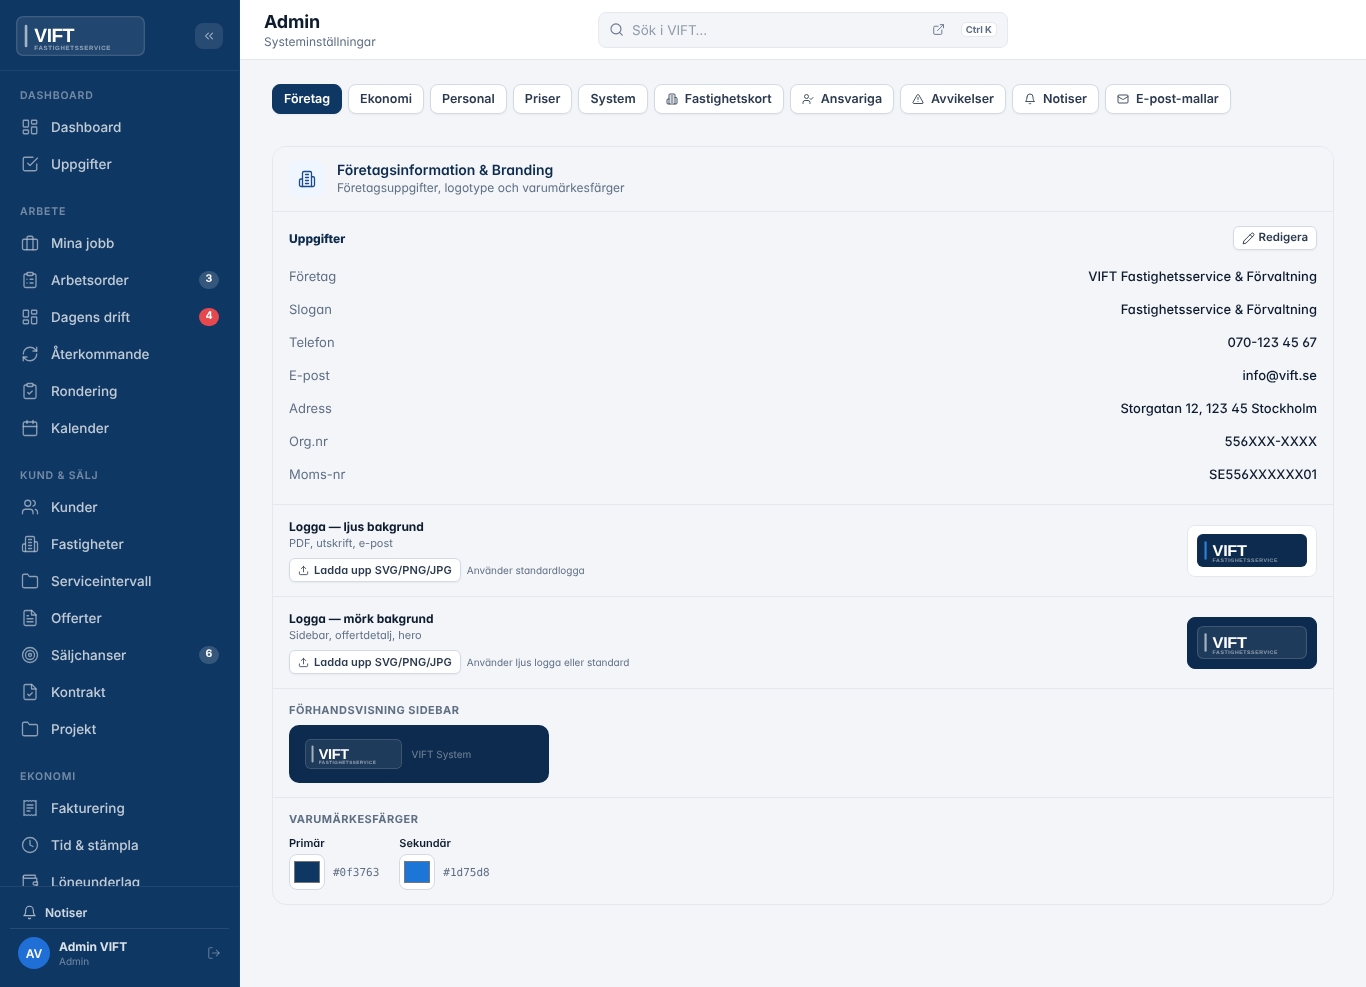 VIFT
FASTIGHETSSERVICE
DASHBOARD
Dashboard
Uppgifter
ARBETE
Mina jobb
Arbetsorder 3
Dagens drift 4
Återkommande
Rondering
Kalender
KUND & SÄLJ
Kunder
Fastigheter
Serviceintervall
Offerter
Säljchanser 6
Kontrakt
Projekt
EKONOMI
Fakturering
Tid & stämpla
Löneunderlag
Notiser
AV
Admin VIFT
Admin
Admin
Systeminställningar
Sök i VIFT... Ctrl K
Företag Ekonomi Personal Priser System Fastighetskort Ansvariga Avvikelser Notiser E-post-mallar
Företagsinformation & Branding
Företagsuppgifter, logotype och varumärkesfärger
Uppgifter Redigera
Företag VIFT Fastighetsservice & Förvaltning
Slogan Fastighetsservice & Förvaltning
Telefon 070-123 45 67
E-post info@vift.se
Adress Storgatan 12, 123 45 Stockholm
Org.nr 556XXX-XXXX
Moms-nr SE556XXXXXX01
Logga — ljus bakgrund
PDF, utskrift, e-post
Ladda upp SVG/PNG/JPG Använder standardlogga
VIFT
FASTIGHETSSERVICE
Logga — mörk bakgrund
Sidebar, offertdetalj, hero
Ladda upp SVG/PNG/JPG Använder ljus logga eller standard
VIFT
FASTIGHETSSERVICE
FÖRHANDSVISNING SIDEBAR
VIFT
FASTIGHETSSERVICE
VIFT System
VARUMÄRKESFÄRGER
Primär Sekundär
#0f3763 #1d75d8